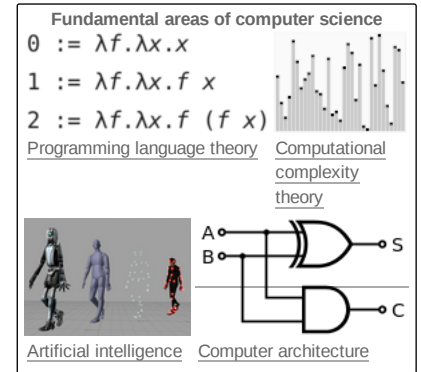 Fundamental areas of computer science
0 := λf.λx.x
1 := λf.λx.f x
2 := λf.λx.f (f x)
Programming language theory
Computational
complexity
theory
A
B
S
C
Artificial intelligence
Computer architecture